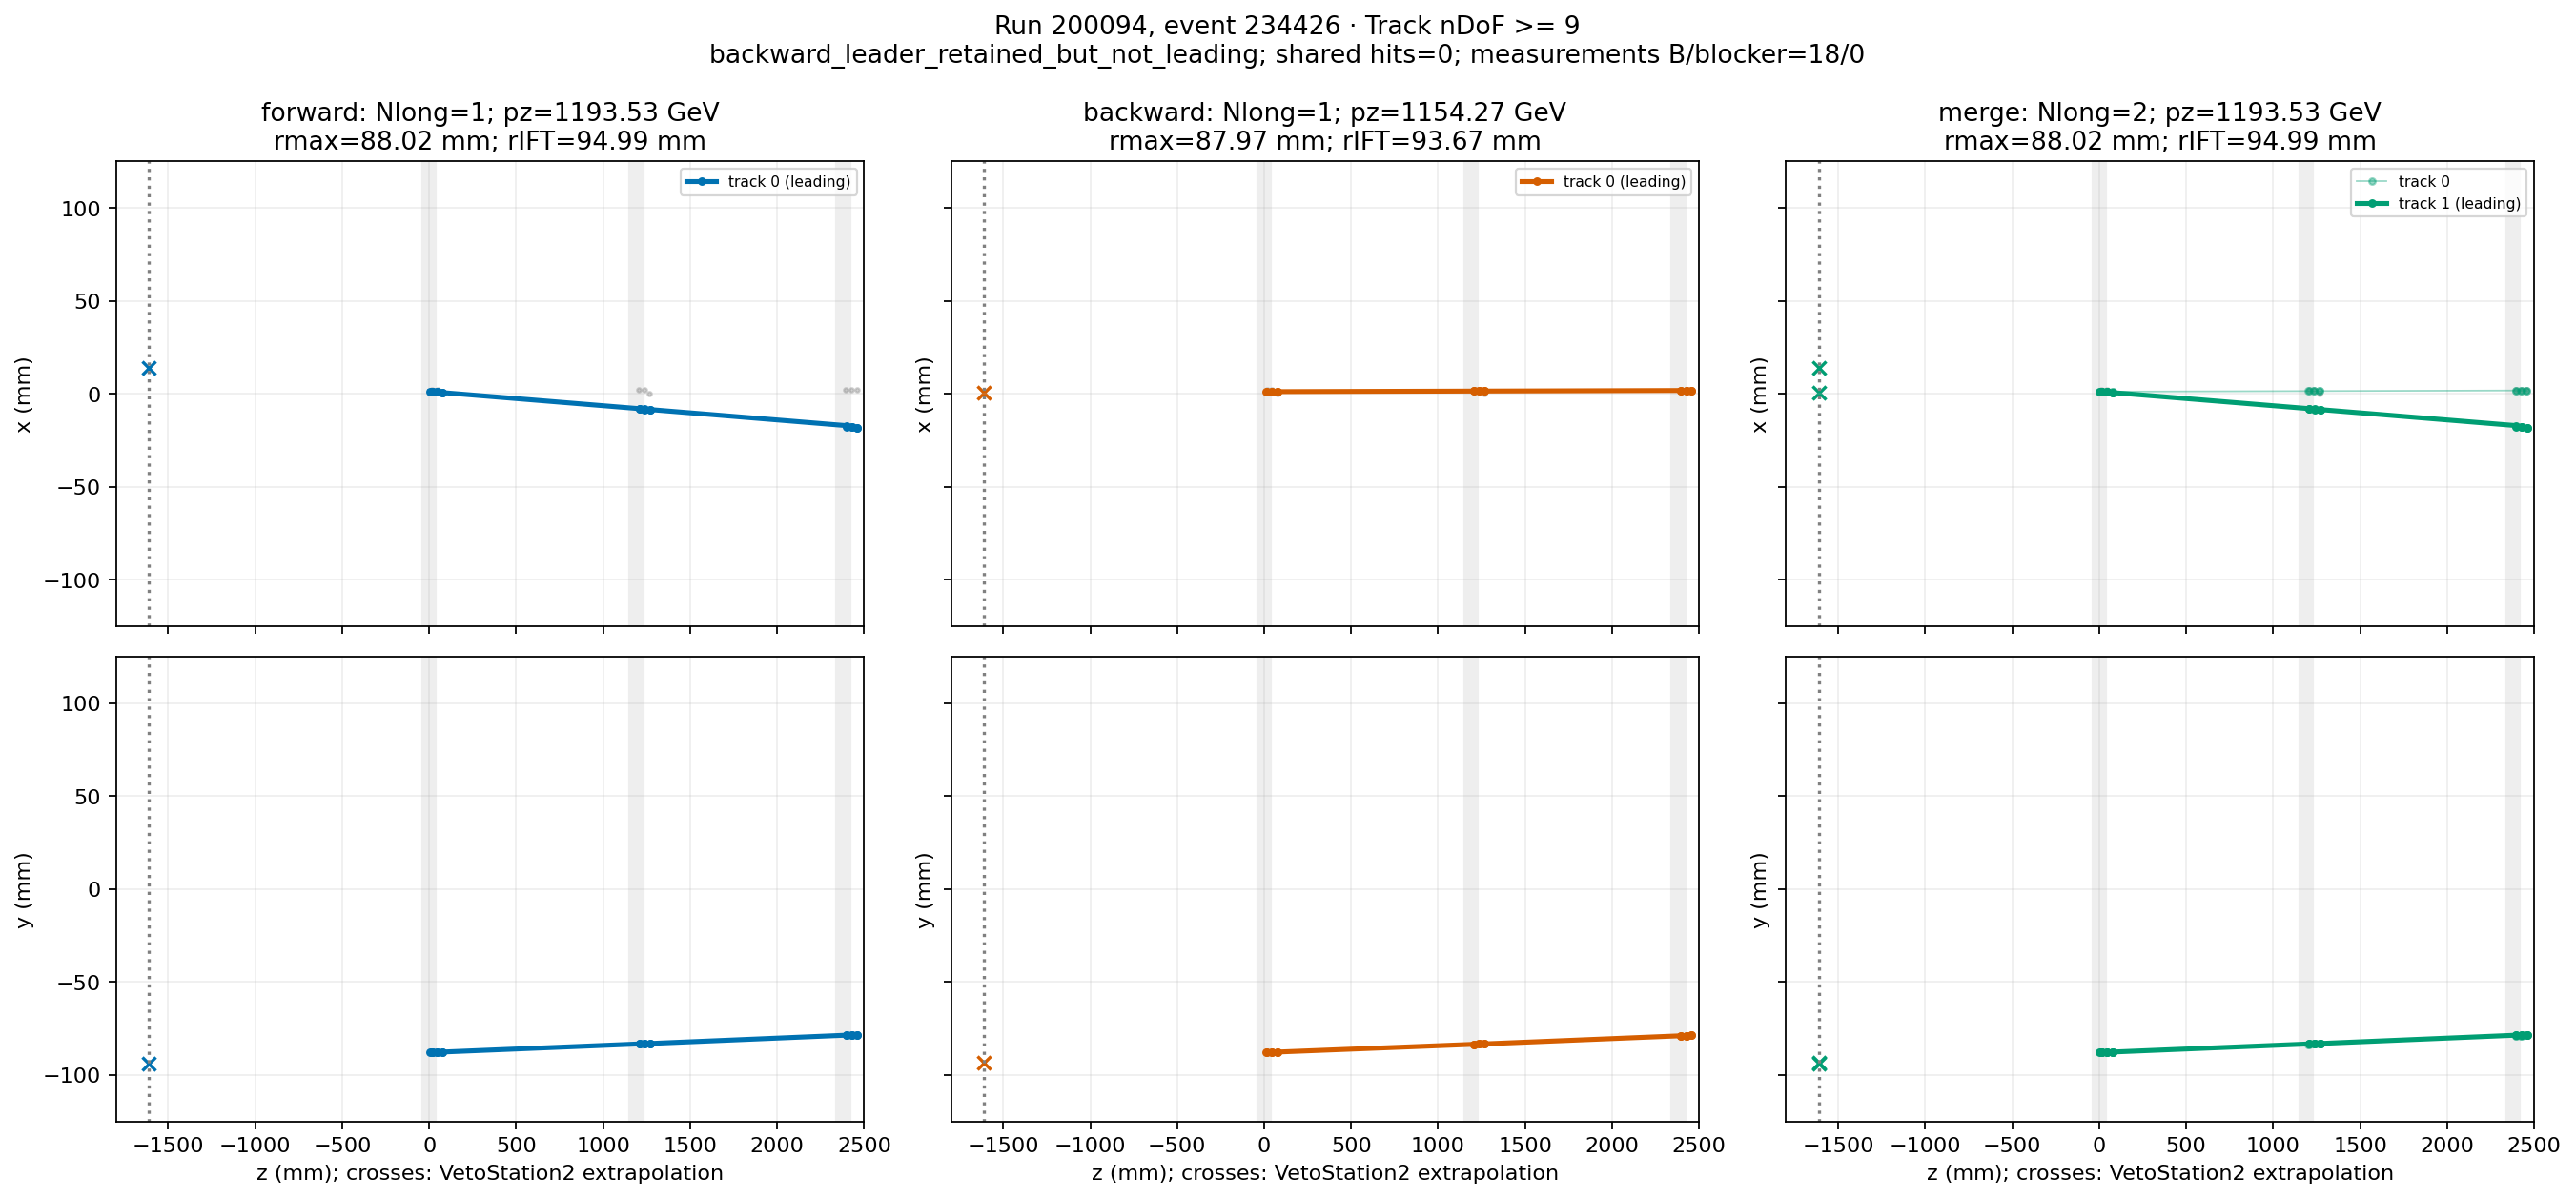 Run 200094, event 234426 · Track nDoF >= 9
backward_leader_retained_but_not_leading; shared hits=0; measurements B/blocker=18/0
forward: Nlong=1; pz=1193.53 GeV
rmax=88.02 mm; rIFT=94.99 mm
backward: Nlong=1; pz=1154.27 GeV
rmax=87.97 mm; rIFT=93.67 mm
merge: Nlong=2; pz=1193.53 GeV
rmax=88.02 mm; rIFT=94.99 mm
track 0 (leading)
track 0 (leading)
track 0
track 1 (leading)
100
50
0
−50
−100
x (mm)
x (mm)
x (mm)
100
50
0
−50
−100
y (mm)
y (mm)
y (mm)
−1500 −1000 −500 0 500 1000 1500 2000 2500
−1500 −1000 −500 0 500 1000 1500 2000 2500
−1500 −1000 −500 0 500 1000 1500 2000 2500
z (mm); crosses: VetoStation2 extrapolation
z (mm); crosses: VetoStation2 extrapolation
z (mm); crosses: VetoStation2 extrapolation